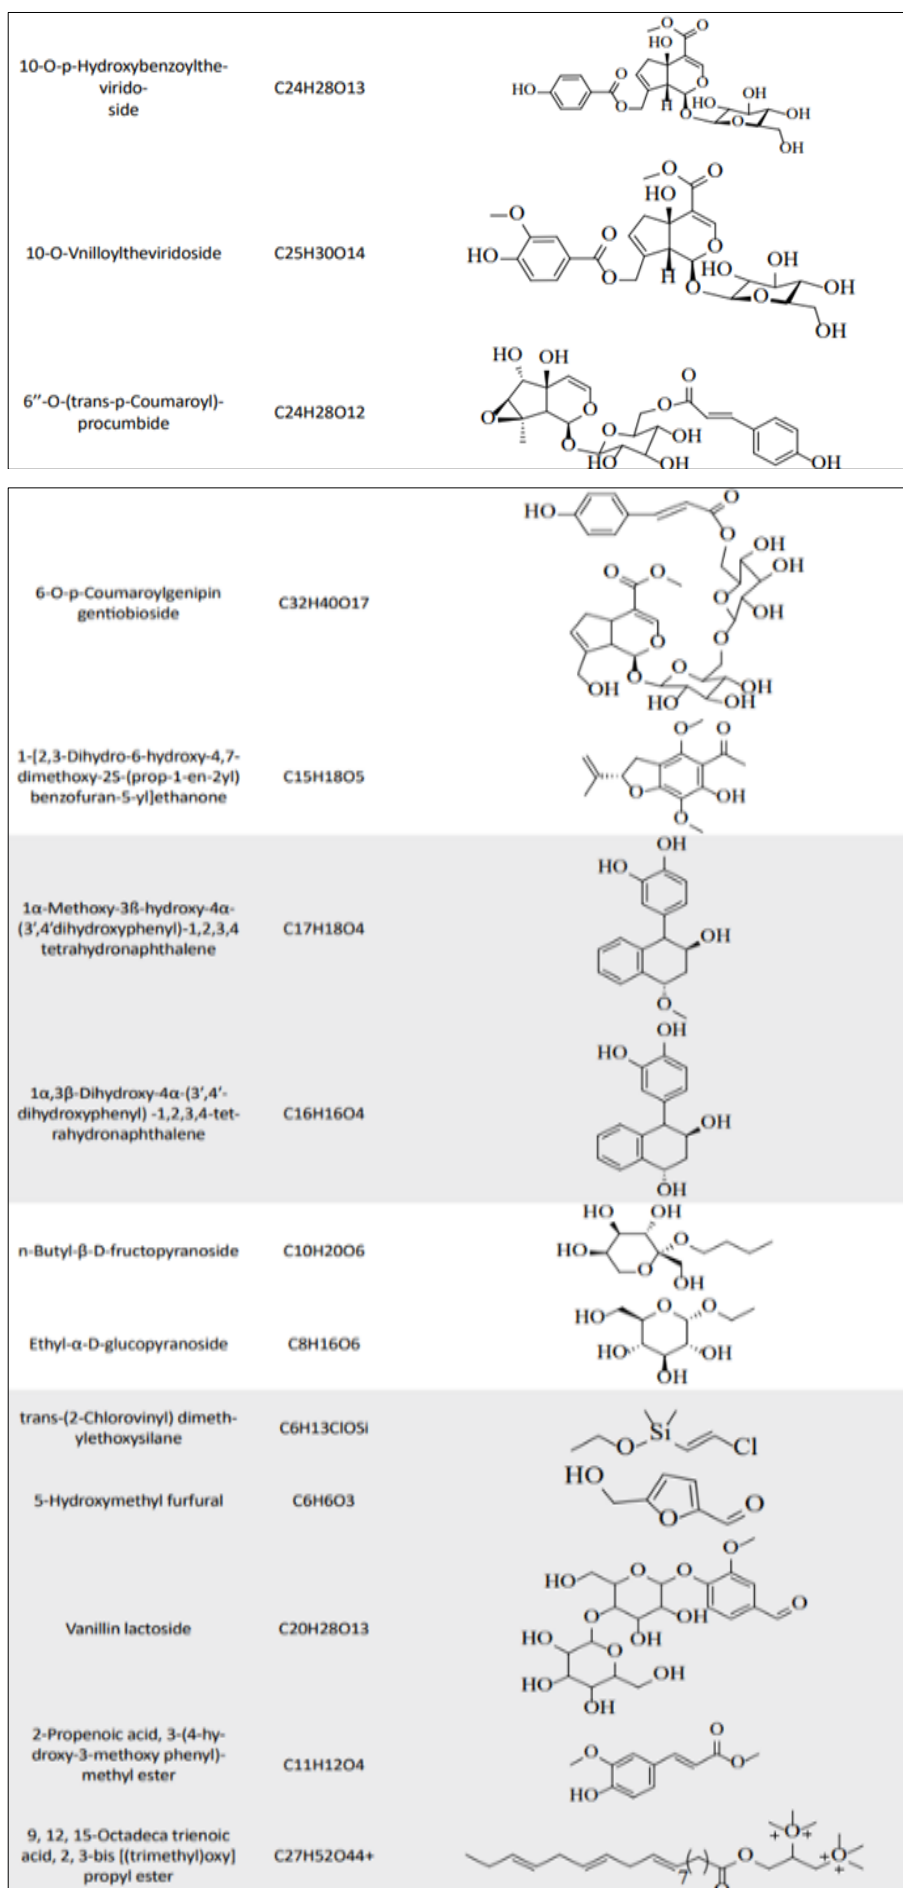 10-O-p-Hydroxybenzoylthe-
virido-
side
C24H28O13
10-O-Vnilloyltheviridoside
C25H30O14
6′′-O-(trans-p-Coumaroyl)-
procumbide
C24H28O12
6-O-p-Coumaroylgenipin
gentiobioside
C32H40O17
1-[2,3-Dihydro-6-hydroxy-4,7-
dimethoxy-2S-(prop-1-en-2yl)
benzofuran-5-yl]ethanone
C15H18O5
1α-Methoxy-3ß-hydroxy-4α-
(3′,4′dihydroxyphenyl)-1,2,3,4
tetrahydronaphthalene
C17H18O4
1α,3β-Dihydroxy-4α-(3′,4′-
dihydroxyphenyl) -1,2,3,4-tet-
rahydronaphthalene
C16H16O4
n-Butyl-β-D-fructopyranoside
C10H20O6
Ethyl-α-D-glucopyranoside
C8H16O6
trans-(2-Chlorovinyl) dimeth-
ylethoxysilane
C6H13ClOSi
5-Hydroxymethyl furfural
C6H6O3
Vanillin lactoside
C20H28O13
2-Propenoic acid, 3-(4-hy-
droxy-3-methoxy phenyl)-
methyl ester
C11H12O4
9, 12, 15-Octadeca trienoic
acid, 2, 3-bis [(trimethyl)oxy]
propyl ester
C27H52O44+